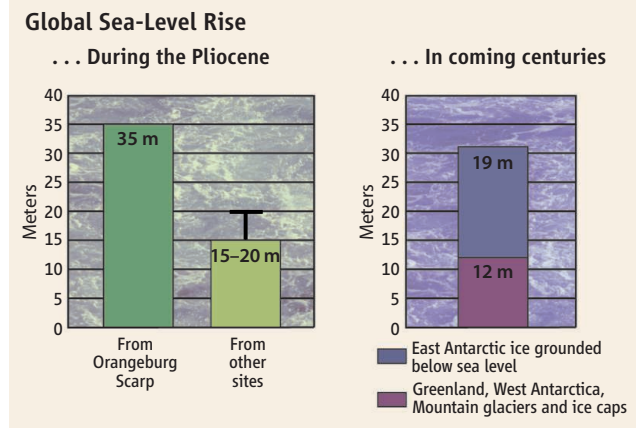 Global Sea-Level Rise
. . . During the Pliocene
. . . In coming centuries
Meters
40
35
30
25
20
15
10
5
0
35 m
15–20 m
From
Orangeburg
Scarp
From
other
sites
Meters
40
35
30
25
20
15
10
5
0
19 m
12 m
East Antarctic ice grounded
below sea level
Greenland, West Antarctica,
Mountain glaciers and ice caps